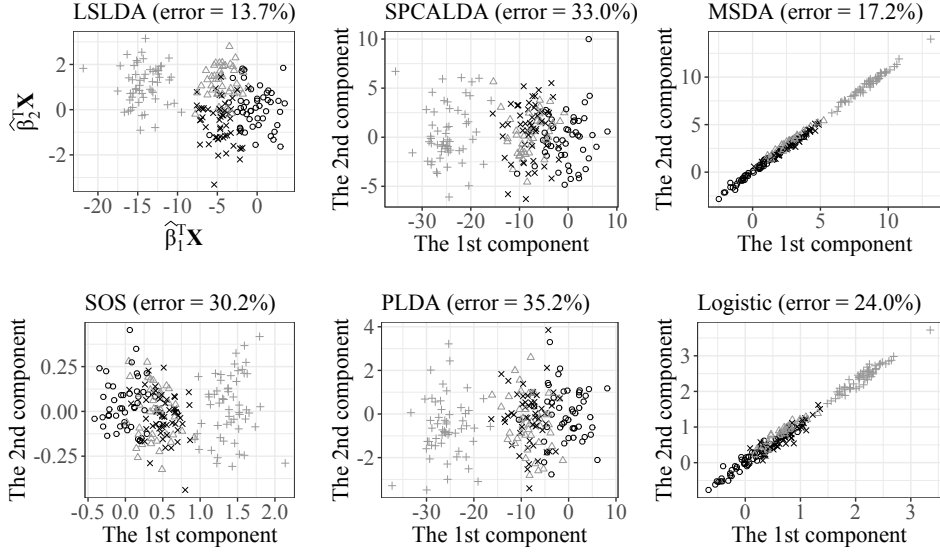 LSLDA (error = 13.7%)
SPCALDA (error = 33.0%)
MSDA (error = 17.2%)
2
0
-2
β̂₂ᵀX
-20 -15 -10 -5 0
β̂₁ᵀX
10
5
0
-5
The 2nd component
-30 -20 -10 0 10
The 1st component
10
5
0
The 2nd component
0 5 10
The 1st component
SOS (error = 30.2%)
PLDA (error = 35.2%)
Logistic (error = 24.0%)
0.25
0.00
-0.25
The 2nd component
-0.5 0.0 0.5 1.0 1.5 2.0
The 1st component
4
2
0
-2
The 2nd component
-30 -20 -10 0 10
The 1st component
3
2
1
0
The 2nd component
0 1 2 3
The 1st component